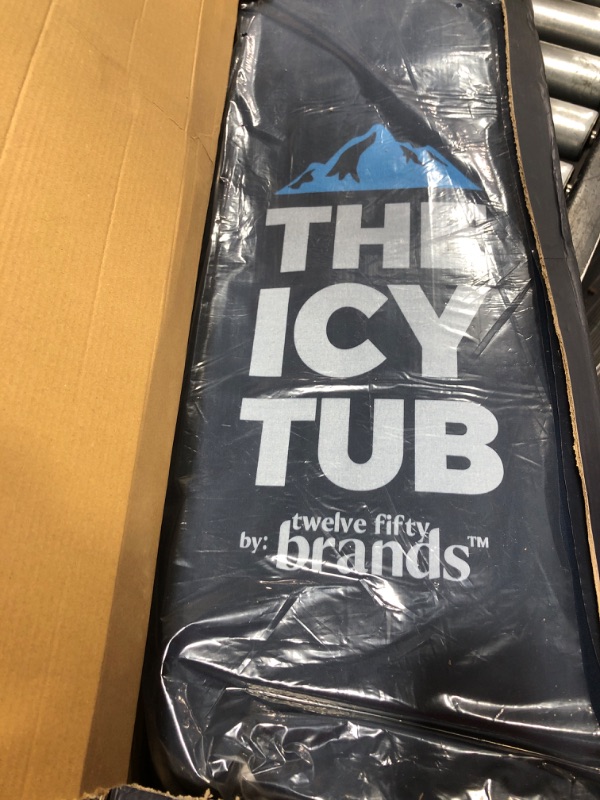 THE
ICY
TUB
by: twelve fifty
brands™